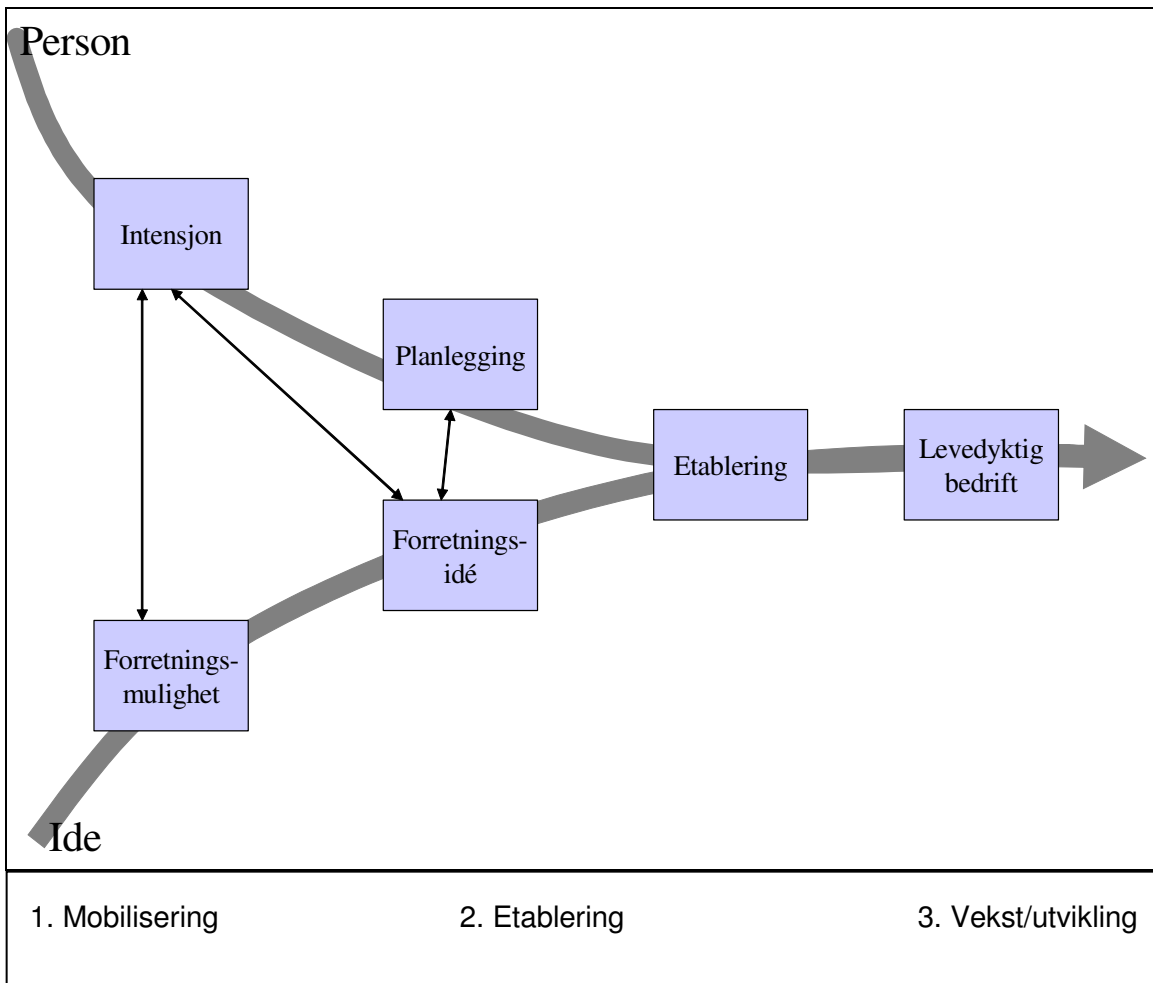 Person
Intensjon
Planlegging
Etablering
Levedyktig
bedrift
Forretnings-
idé
Forretnings-
mulighet
Ide
1. Mobilisering
2. Etablering
3. Vekst/utvikling